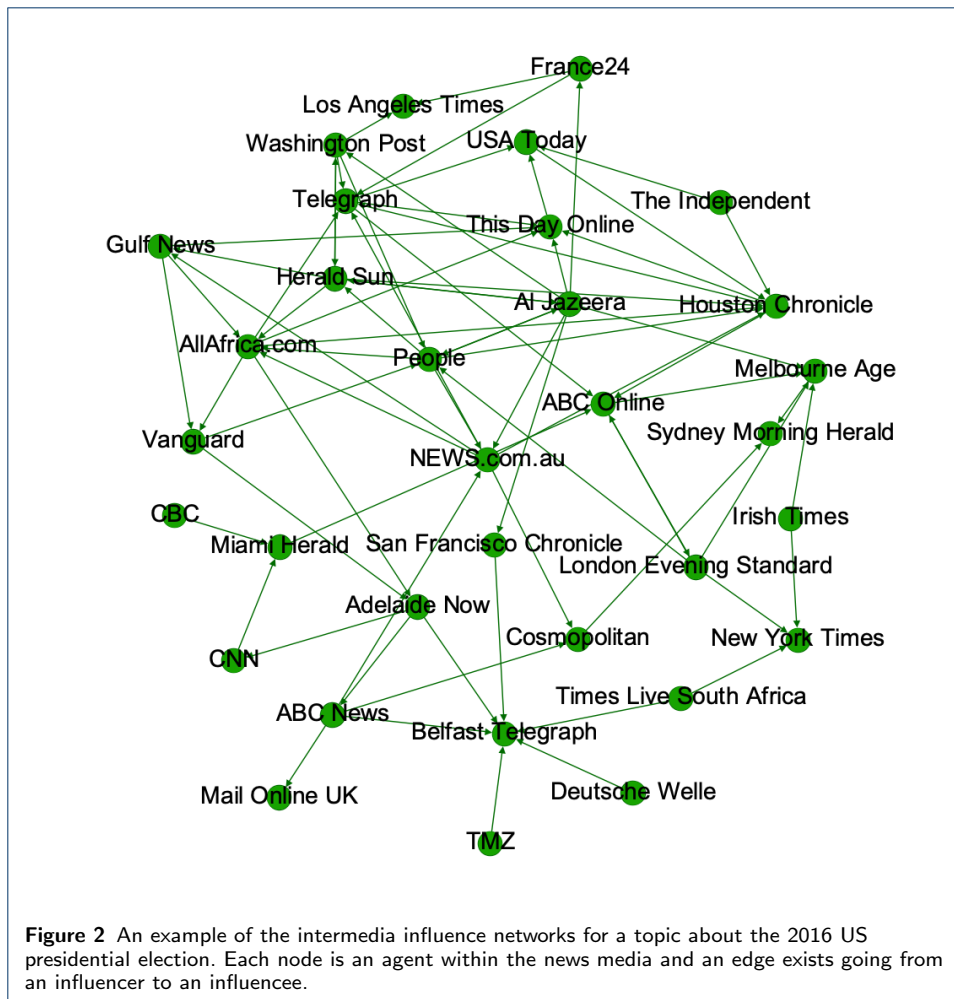 France24
Los Angeles Times
Washington Post
USA Today
Telegraph
The Independent
This Day Online
Gulf News
Herald Sun
Al Jazeera
Houston Chronicle
AllAfrica.com
People
Melbourne Age
ABC Online
Vanguard
Sydney Morning Herald
NEWS.com.au
CBC
Irish Times
Miami Herald
San Francisco Chronicle
London Evening Standard
Adelaide Now
Cosmopolitan
New York Times
CNN
Times Live South Africa
ABC News
Belfast Telegraph
Mail Online UK
Deutsche Welle
TMZ
Figure 2 An example of the intermedia influence networks for a topic about the 2016 US
presidential election. Each node is an agent within the news media and an edge exists going from
an influencer to an influencee.